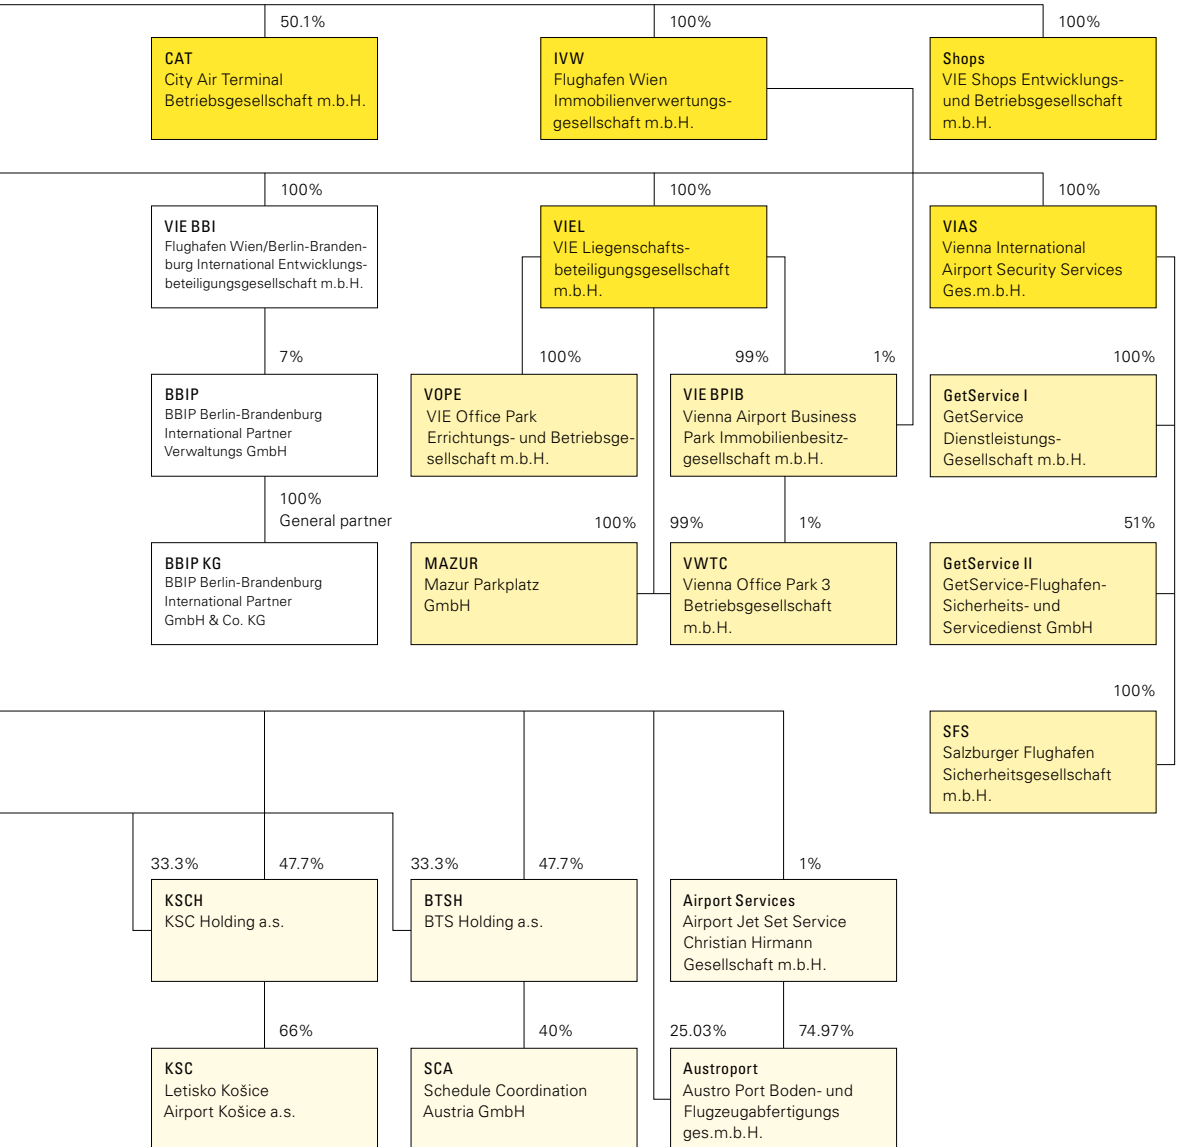 50.1%
100%
100%
CAT
City Air Terminal
Betriebsgesellschaft m.b.H.
IVW
Flughafen Wien
Immobilienverwertungs-
gesellschaft m.b.H.
Shops
VIE Shops Entwicklungs-
und Betriebsgesellschaft
m.b.H.
100%
100%
100%
VIE BBI
Flughafen Wien/Berlin-Branden-
burg International Entwicklungs-
beteiligungsgesellschaft m.b.H.
VIEL
VIE Liegenschafts-
beteiligungsgesellschaft
m.b.H.
VIAS
Vienna International
Airport Security Services
Ges.m.b.H.
7%
100%
99%
1%
100%
BBIP
BBIP Berlin-Brandenburg
International Partner
Verwaltungs GmbH
VOPE
VIE Office Park
Errichtungs- und Betriebsge-
sellschaft m.b.H.
VIE BPIB
Vienna Airport Business
Park Immobilienbesitz-
gesellschaft m.b.H.
GetService I
GetService
Dienstleistungs-
Gesellschaft m.b.H.
100%
General partner
100%
99%
1%
51%
BBIP KG
BBIP Berlin-Brandenburg
International Partner
GmbH & Co. KG
MAZUR
Mazur Parkplatz
GmbH
VWTC
Vienna Office Park 3
Betriebsgesellschaft
m.b.H.
GetService II
GetService-Flughafen-
Sicherheits- und
Servicedienst GmbH
100%
SFS
Salzburger Flughafen
Sicherheitsgesellschaft
m.b.H.
33.3%
47.7%
33.3%
47.7%
1%
KSCH
KSC Holding a.s.
BTSH
BTS Holding a.s.
Airport Services
Airport Jet Set Service
Christian Hirmann
Gesellschaft m.b.H.
66%
40%
25.03%
74.97%
KSC
Letisko Košice
Airport Košice a.s.
SCA
Schedule Coordination
Austria GmbH
Austroport
Austro Port Boden- und
Flugzeugabfertigungs
ges.m.b.H.